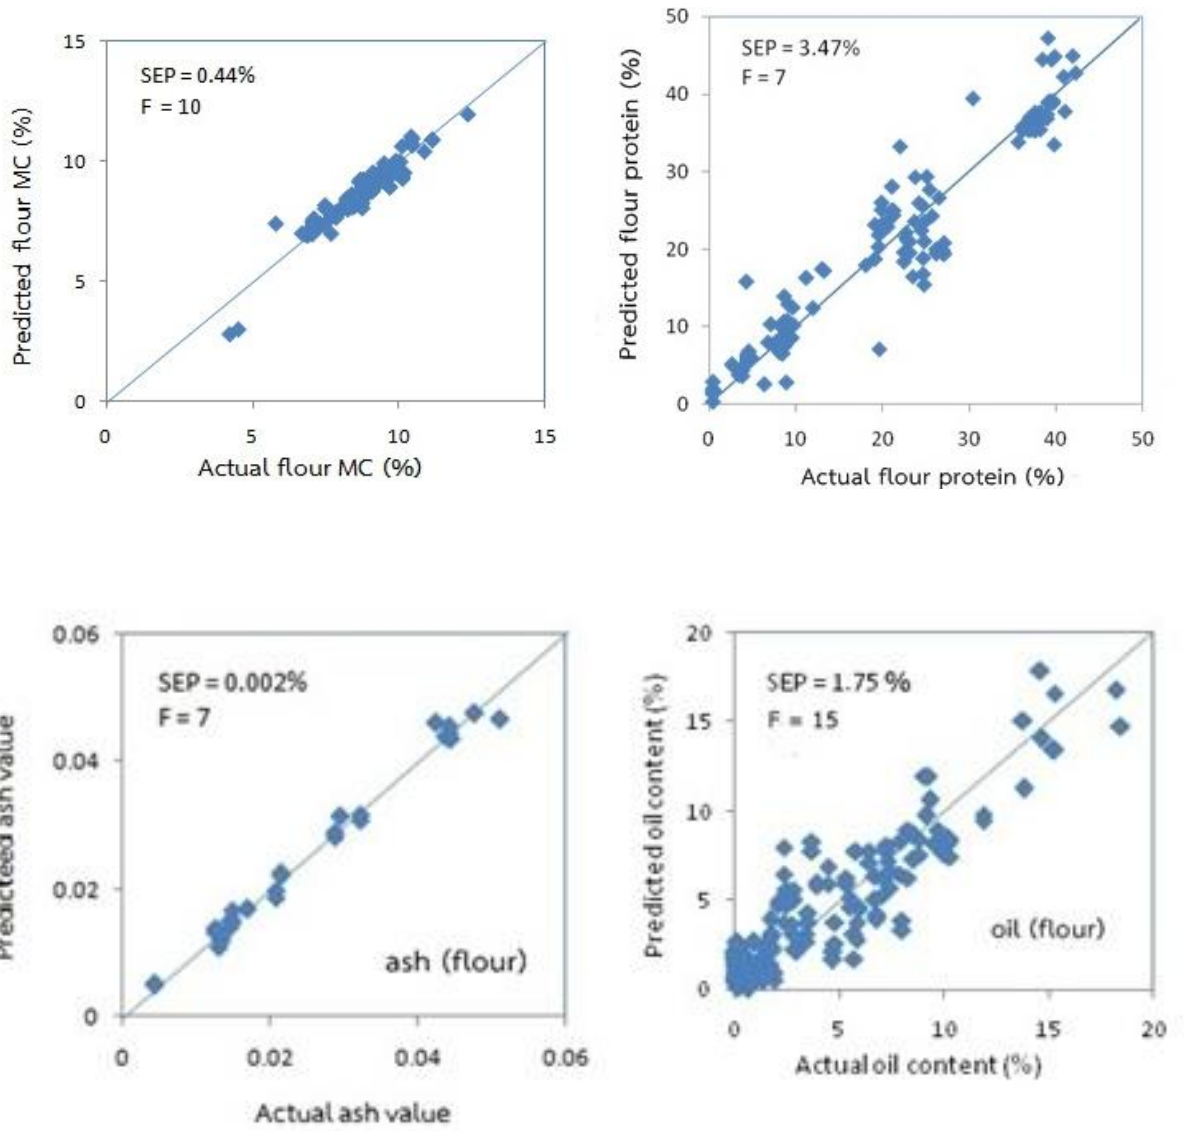 15
SEP = 0.44%
F = 10
10
5
0
0 5 10 15
Predicted flour MC (%)
Actual flour MC (%)
50
SEP = 3.47%
F = 7
40
30
20
10
0
0 10 20 30 40 50
Predicted flour protein (%)
Actual flour protein (%)
0.06
SEP = 0.002%
F = 7
0.04
0.02
ash (flour)
0
0 0.02 0.04 0.06
Predicteed ash value
Actual ash value
20
SEP = 1.75 %
F = 15
15
10
5
oil (flour)
0
0 5 10 15 20
Predicted oil content (%)
Actual oil content (%)